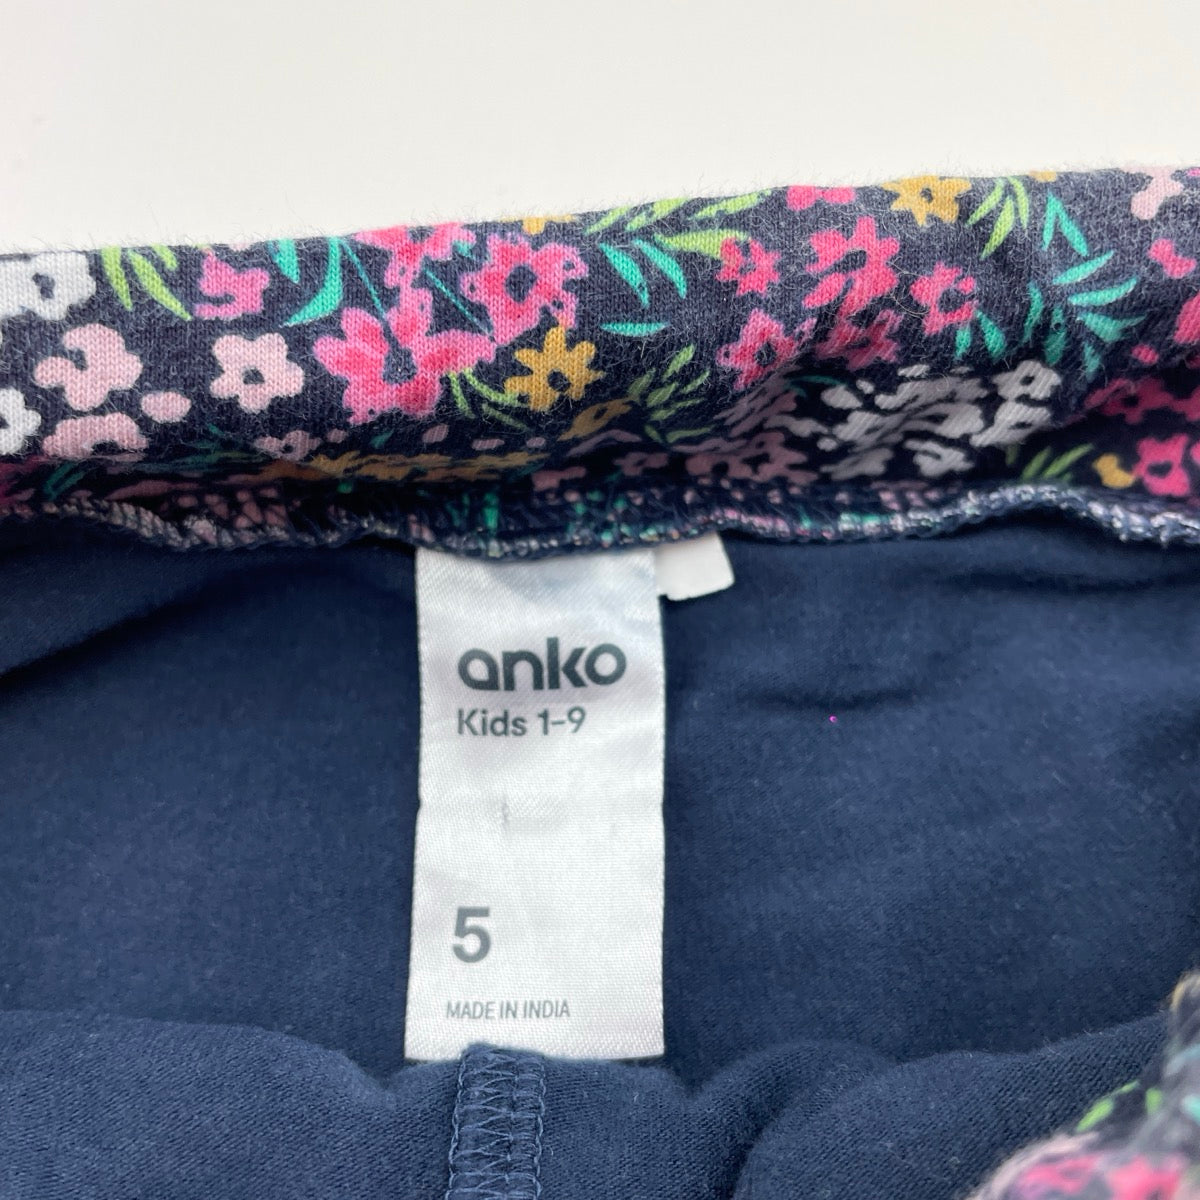 anko
Kids 1-9
5
MADE IN INDIA